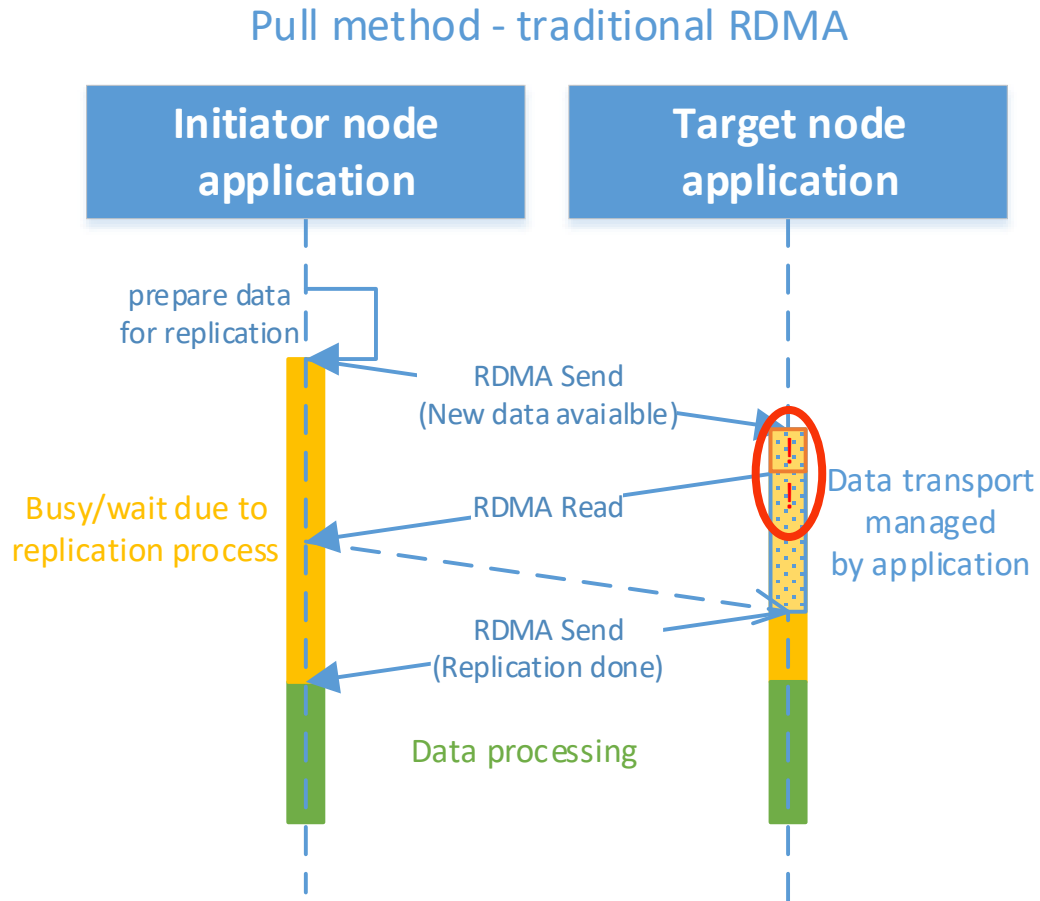 Pull method - traditional RDMA
Initiator node
application
Target node
application
prepare data
for replication
RDMA Send
(New data avaialble)
!
!
Busy/wait due to
replication process
RDMA Read
Data transport
managed
by application
RDMA Send
(Replication done)
Data processing